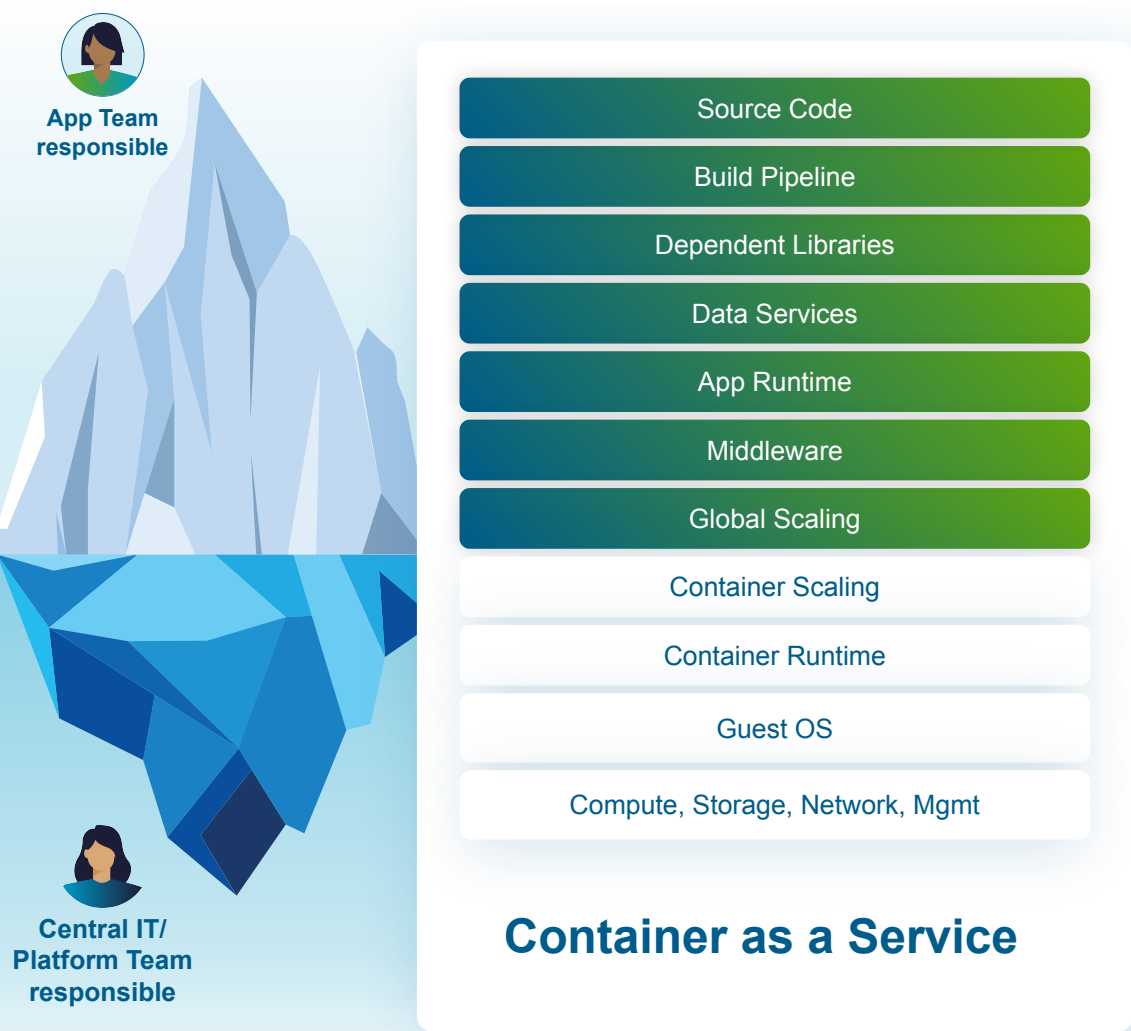 App Team
responsible
Source Code
Build Pipeline
Dependent Libraries
Data Services
App Runtime
Middleware
Global Scaling
Container Scaling
Container Runtime
Guest OS
Compute, Storage, Network, Mgmt
Central IT/
Platform Team
responsible
Container as a Service